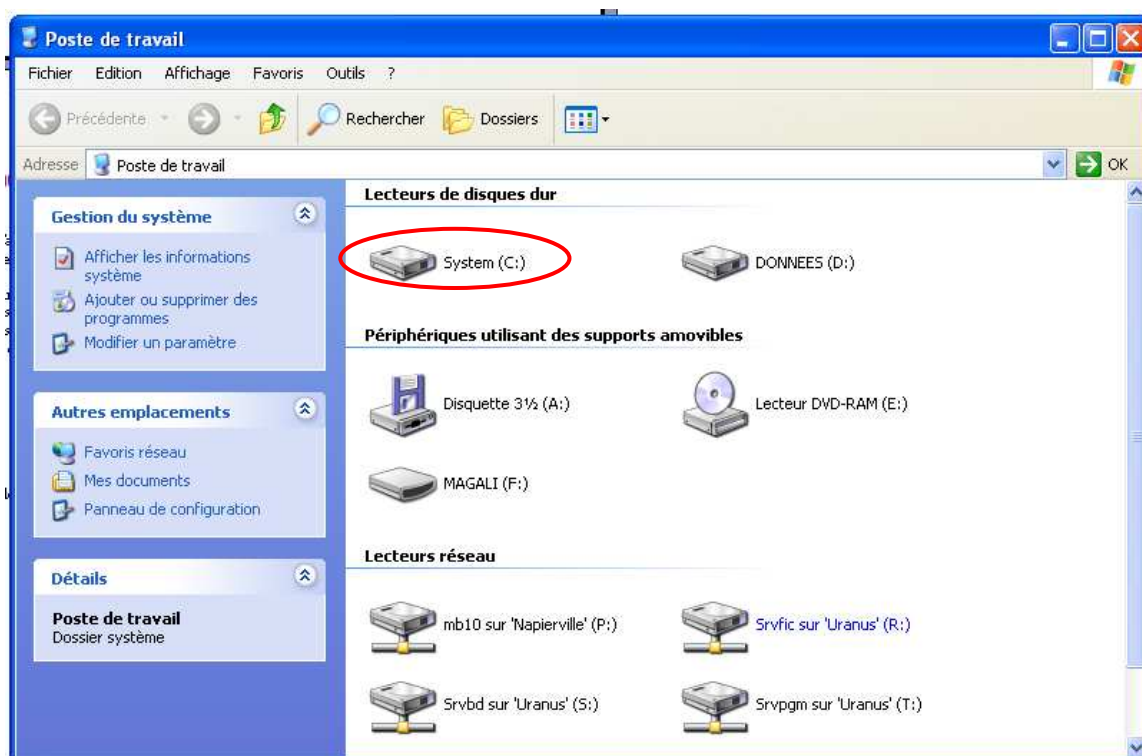 Poste de travail
Fichier Edition Affichage Favoris Outils ?
Précédente Rechercher Dossiers
Adresse Poste de travail OK
Gestion du système
Afficher les informations
système
Ajouter ou supprimer des
programmes
Modifier un paramètre
Autres emplacements
Favoris réseau
Mes documents
Panneau de configuration
Détails
Poste de travail
Dossier système
Lecteurs de disques dur
System (C:) DONNEES (D:)
Périphériques utilisant des supports amovibles
Disquette 3½ (A:) Lecteur DVD-RAM (E:)
MAGALI (F:)
Lecteurs réseau
mb10 sur 'Napierville' (P:) Srvfic sur 'Uranus' (R:)
Srvbd sur 'Uranus' (S:) Srvpgm sur 'Uranus' (T:)